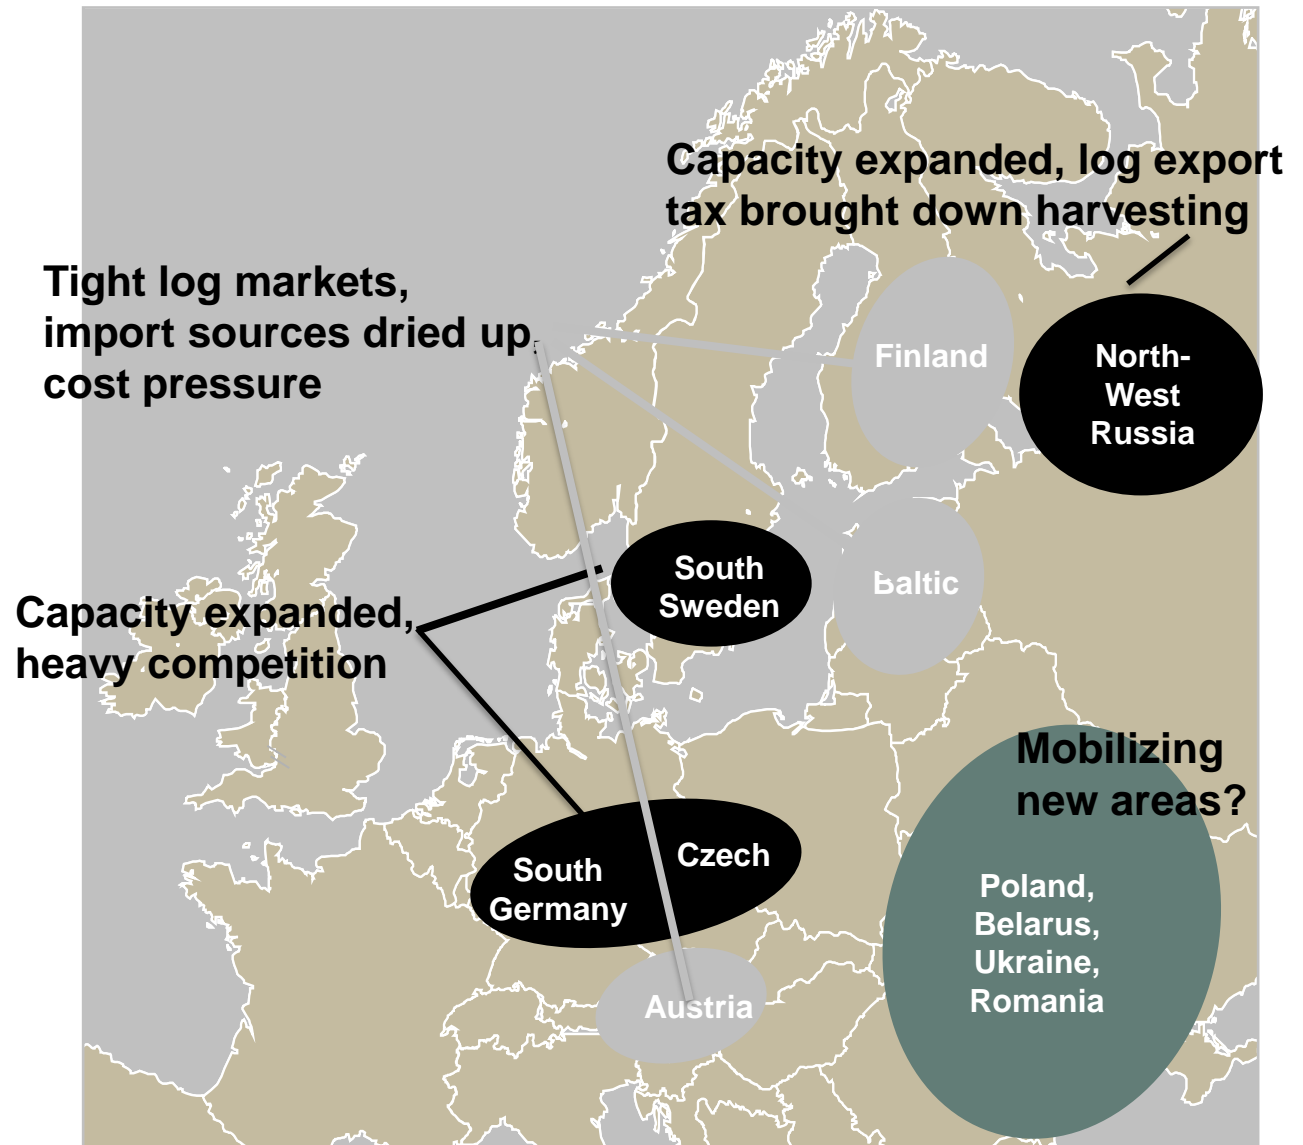 Capacity expanded, log export
tax brought down harvesting
Tight log markets,
import sources dried up,
cost pressure
Finland
North-
West
Russia
South
Sweden
Baltic
Capacity expanded,
heavy competition
Mobilizing
new areas?
Czech
South
Germany
Poland,
Belarus,
Ukraine,
Romania
Austria